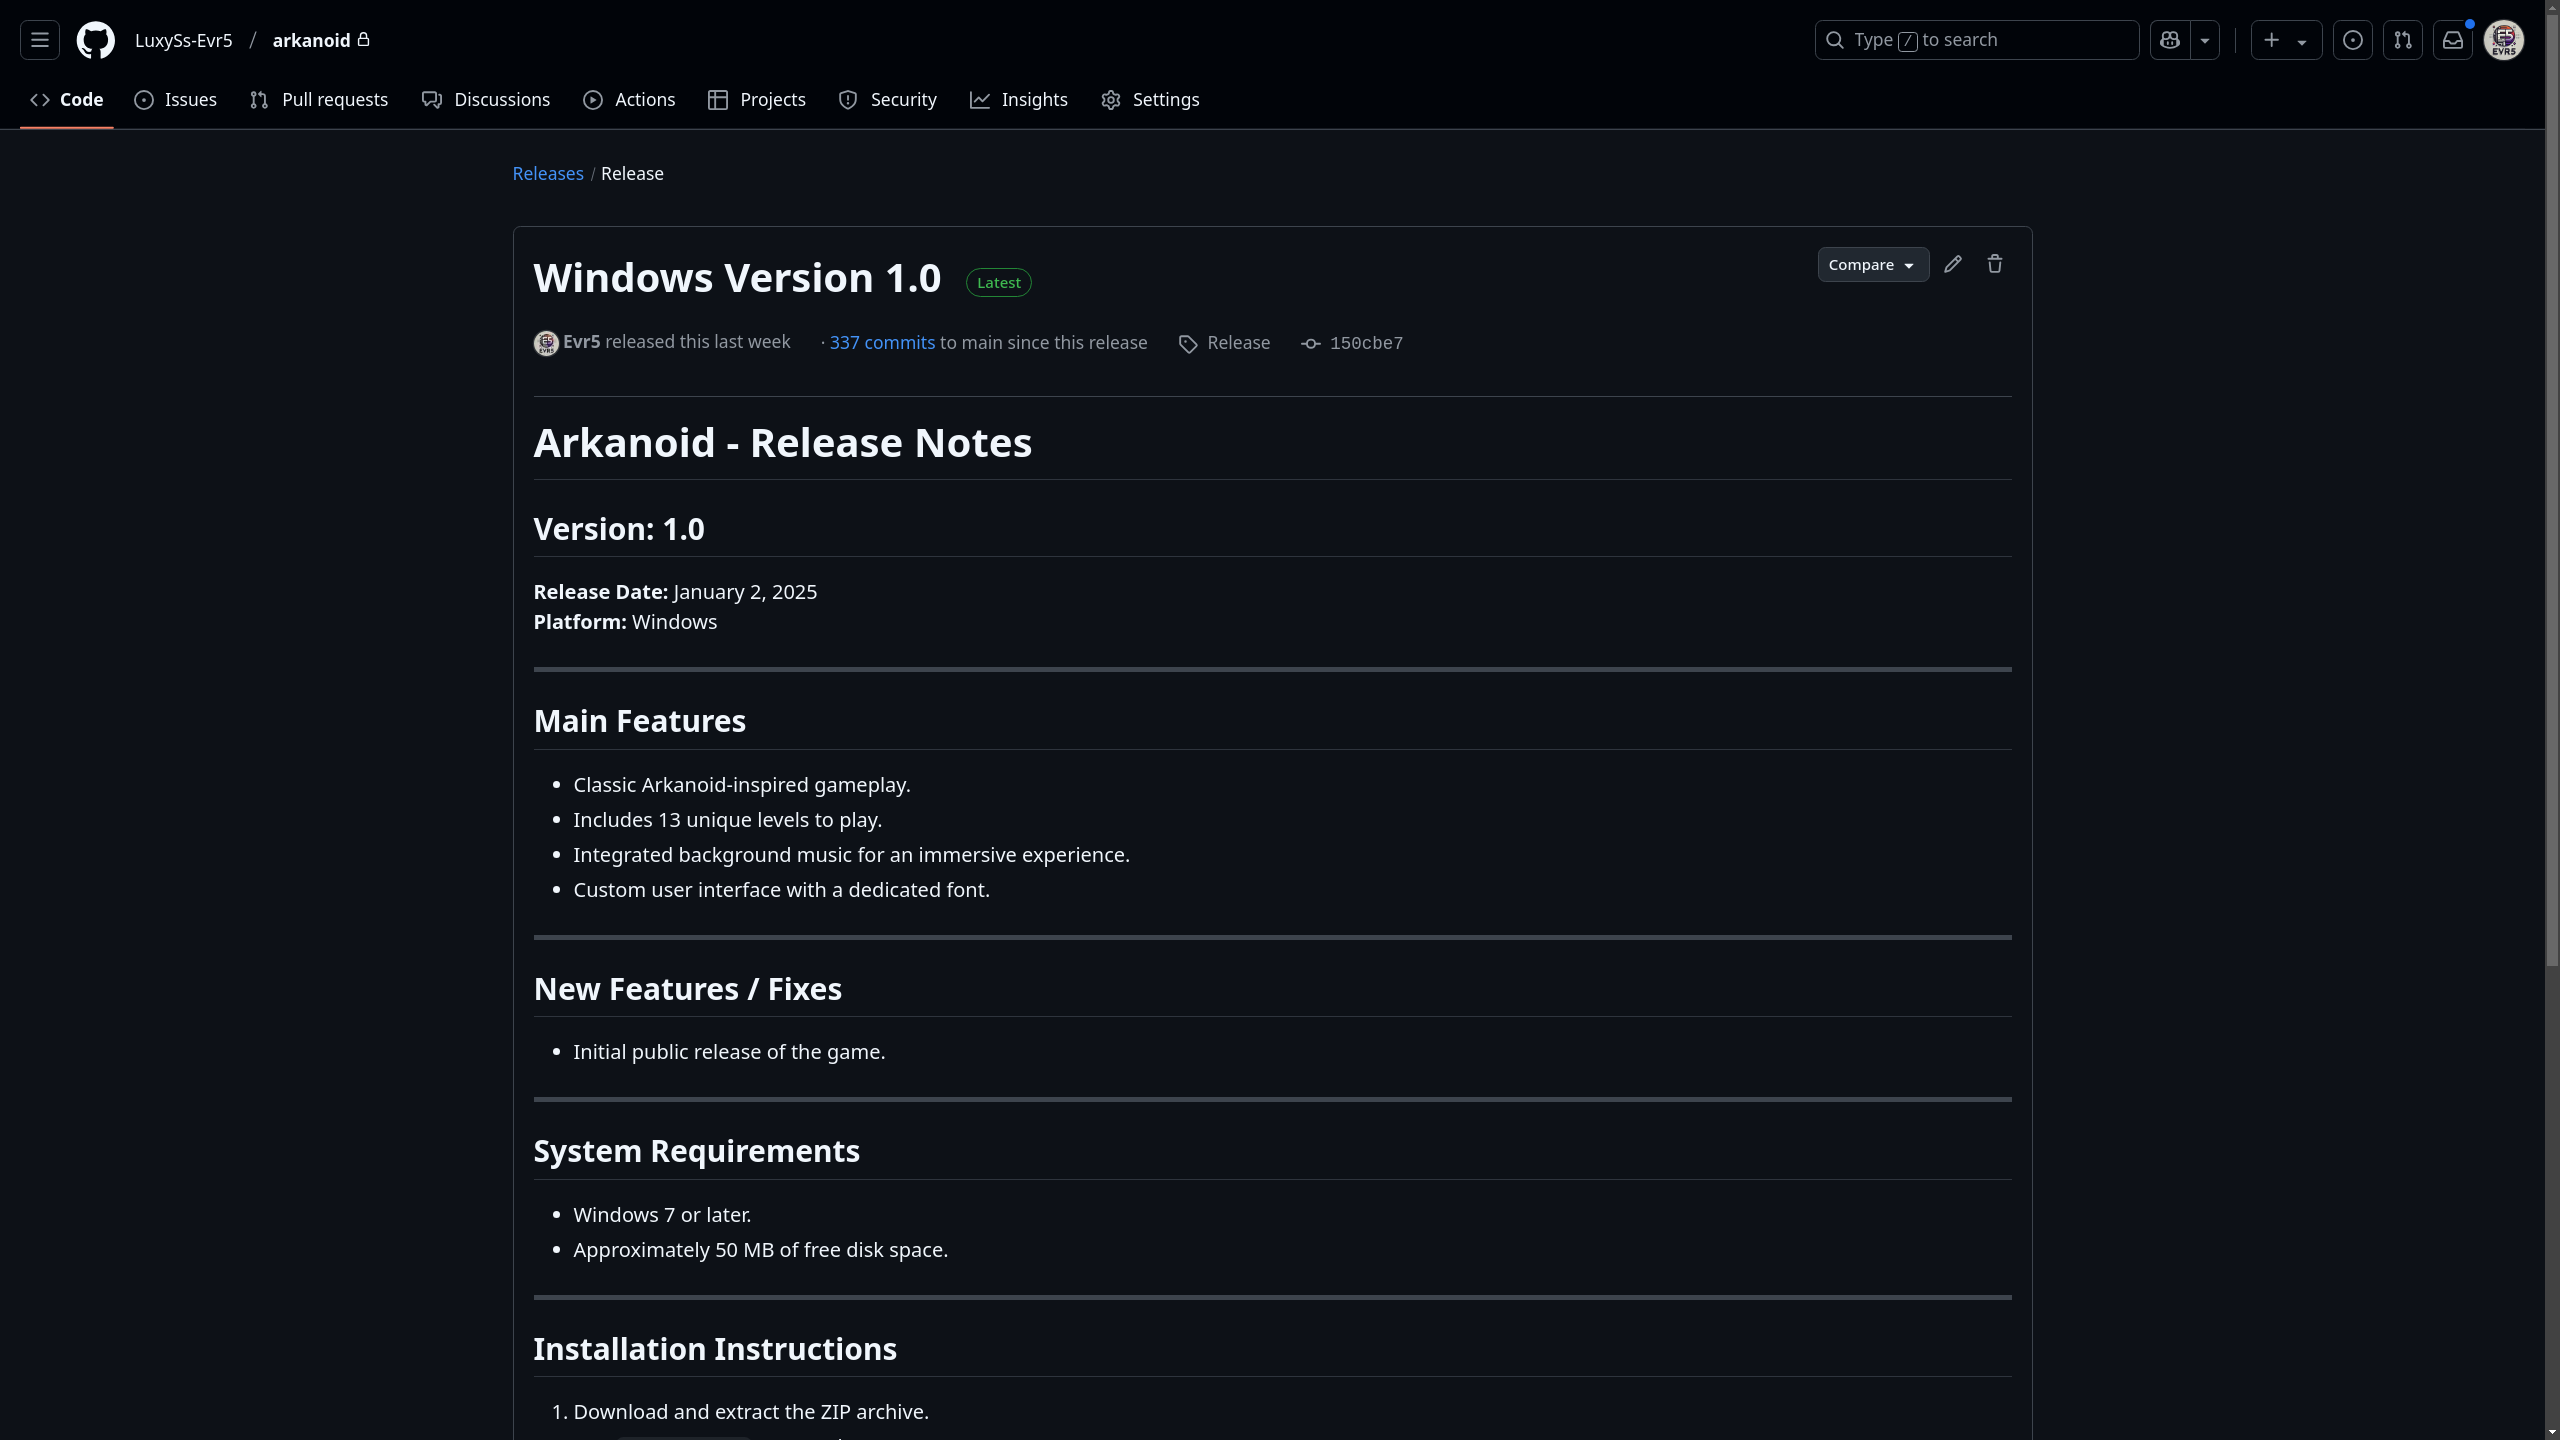 LuxySs-Evr5 / arkanoid
Type / to search
Code Issues Pull requests Discussions Actions Projects Security Insights Settings
Releases / Release
Windows Version 1.0 Latest
Compare
Evr5 released this last week · 337 commits to main since this release Release 150cbe7
Arkanoid - Release Notes
Version: 1.0
Release Date: January 2, 2025
Platform: Windows
Main Features
• Classic Arkanoid-inspired gameplay.
• Includes 13 unique levels to play.
• Integrated background music for an immersive experience.
• Custom user interface with a dedicated font.
New Features / Fixes
• Initial public release of the game.
System Requirements
• Windows 7 or later.
• Approximately 50 MB of free disk space.
Installation Instructions
1. Download and extract the ZIP archive.